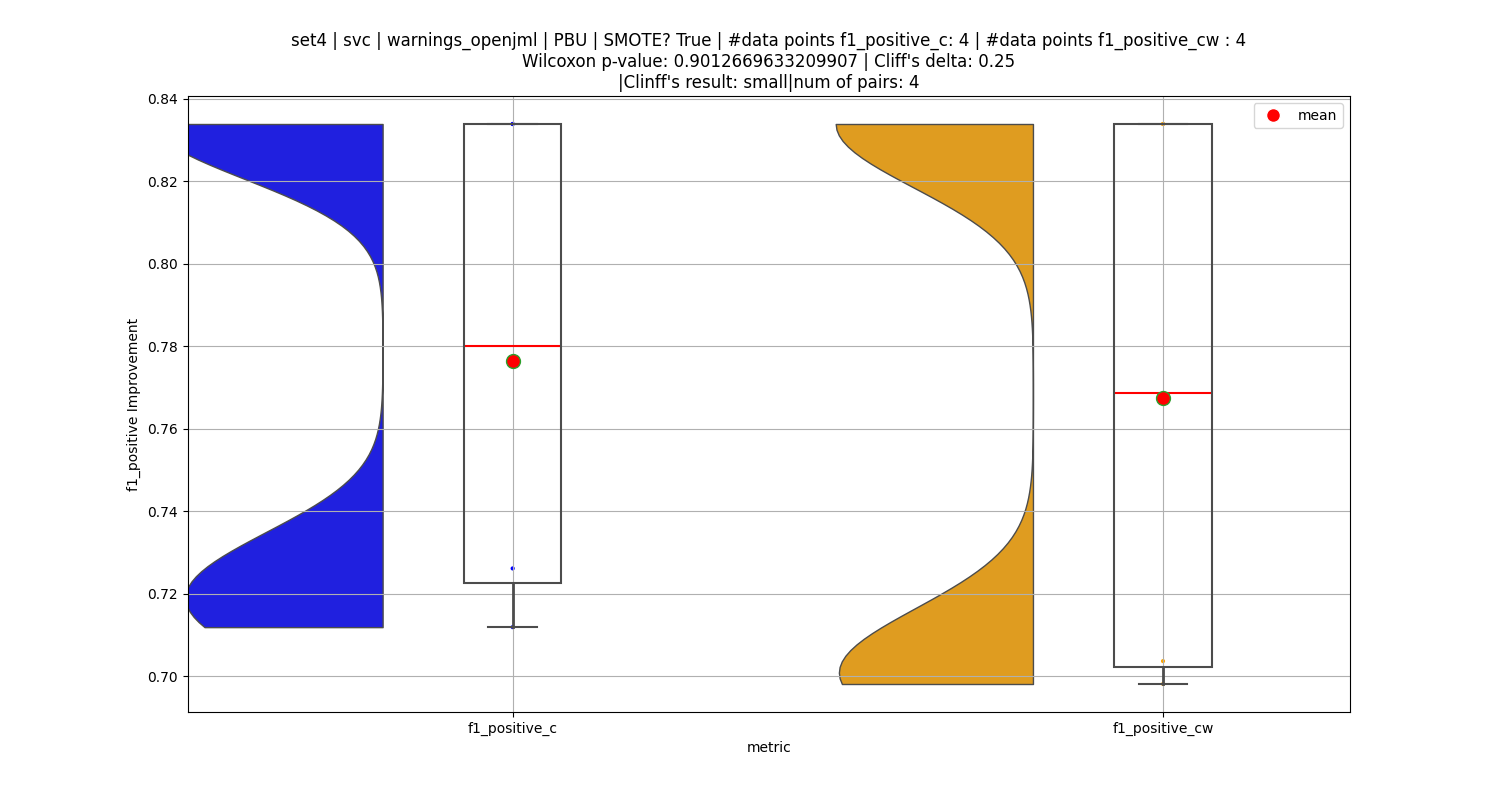 set4 | svc | warnings_openjml | PBU | SMOTE? True | #data points f1_positive_c: 4 | #data points f1_positive_cw : 4
Wilcoxon p-value: 0.9012669633209907 | Cliff's delta: 0.25
|Clinff's result: small|num of pairs: 4
mean
0.84
0.82
0.80
0.78
0.76
0.74
0.72
0.70
f1_positive Improvement
f1_positive_c
f1_positive_cw
metric